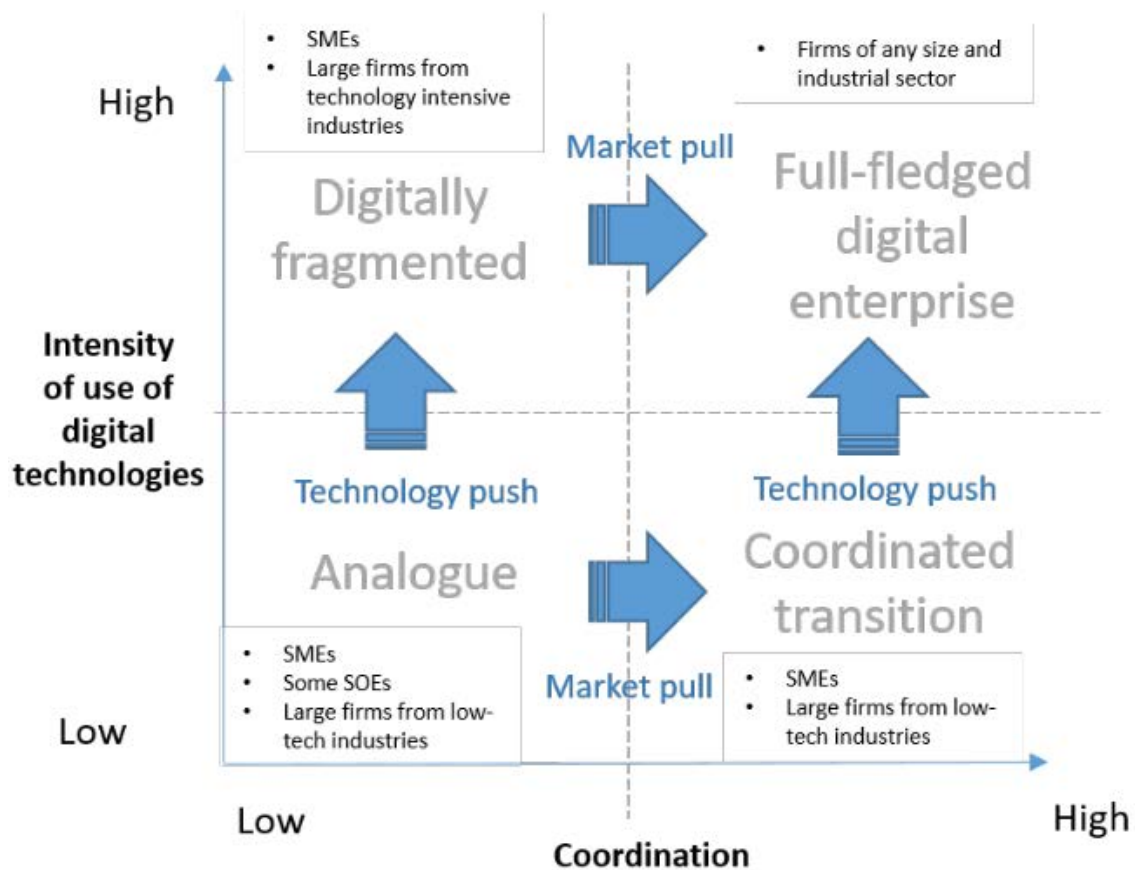 • SMEs
• Large firms from
technology intensive
industries
• Firms of any size and
industrial sector
High
Market pull
Digitally
fragmented
Full-fledged
digital
enterprise
Intensity
of use of
digital
technologies
Technology push
Technology push
Analogue
Coordinated
transition
• SMEs
• Some SOEs
• Large firms from low-
tech industries
Market pull
• SMEs
• Large firms from low-
tech industries
Low
Low
High
Coordination